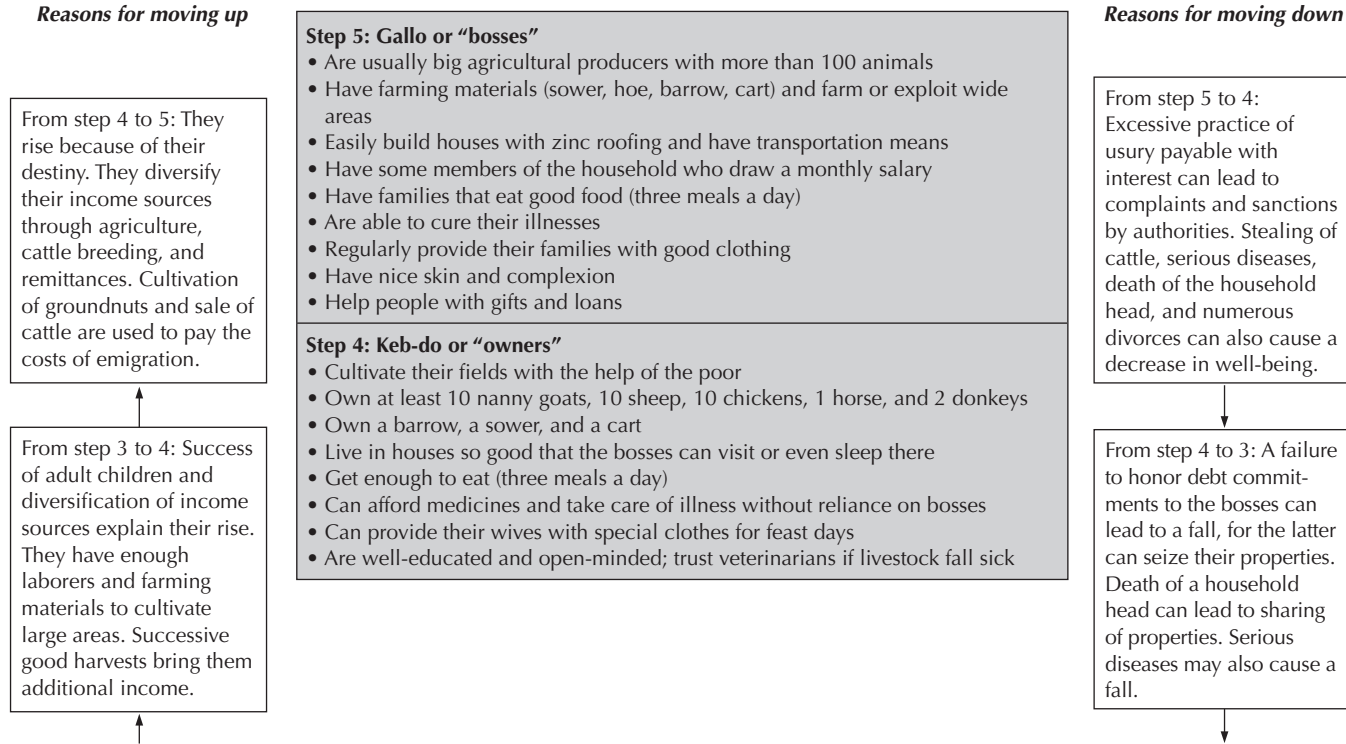 Reasons for moving up
From step 4 to 5: They
rise because of their
destiny. They diversify
their income sources
through agriculture,
cattle breeding, and
remittances. Cultivation
of groundnuts and sale of
cattle are used to pay the
costs of emigration.
From step 3 to 4: Success
of adult children and
diversification of income
sources explain their rise.
They have enough
laborers and farming
materials to cultivate
large areas. Successive
good harvests bring them
additional income.
Step 5: Gallo or “bosses”
• Are usually big agricultural producers with more than 100 animals
• Have farming materials (sower, hoe, barrow, cart) and farm or exploit wide
areas
• Easily build houses with zinc roofing and have transportation means
• Have some members of the household who draw a monthly salary
• Have families that eat good food (three meals a day)
• Are able to cure their illnesses
• Regularly provide their families with good clothing
• Have nice skin and complexion
• Help people with gifts and loans
Step 4: Keb-do or “owners”
• Cultivate their fields with the help of the poor
• Own at least 10 nanny goats, 10 sheep, 10 chickens, 1 horse, and 2 donkeys
• Own a barrow, a sower, and a cart
• Live in houses so good that the bosses can visit or even sleep there
• Get enough to eat (three meals a day)
• Can afford medicines and take care of illness without reliance on bosses
• Can provide their wives with special clothes for feast days
• Are well-educated and open-minded; trust veterinarians if livestock fall sick
Reasons for moving down
From step 5 to 4:
Excessive practice of
usury payable with
interest can lead to
complaints and sanctions
by authorities. Stealing of
cattle, serious diseases,
death of the household
head, and numerous
divorces can also cause a
decrease in well-being.
From step 4 to 3: A failure
to honor debt commit-
ments to the bosses can
lead to a fall, for the latter
can seize their properties.
Death of a household
head can lead to sharing
of properties. Serious
diseases may also cause a
fall.